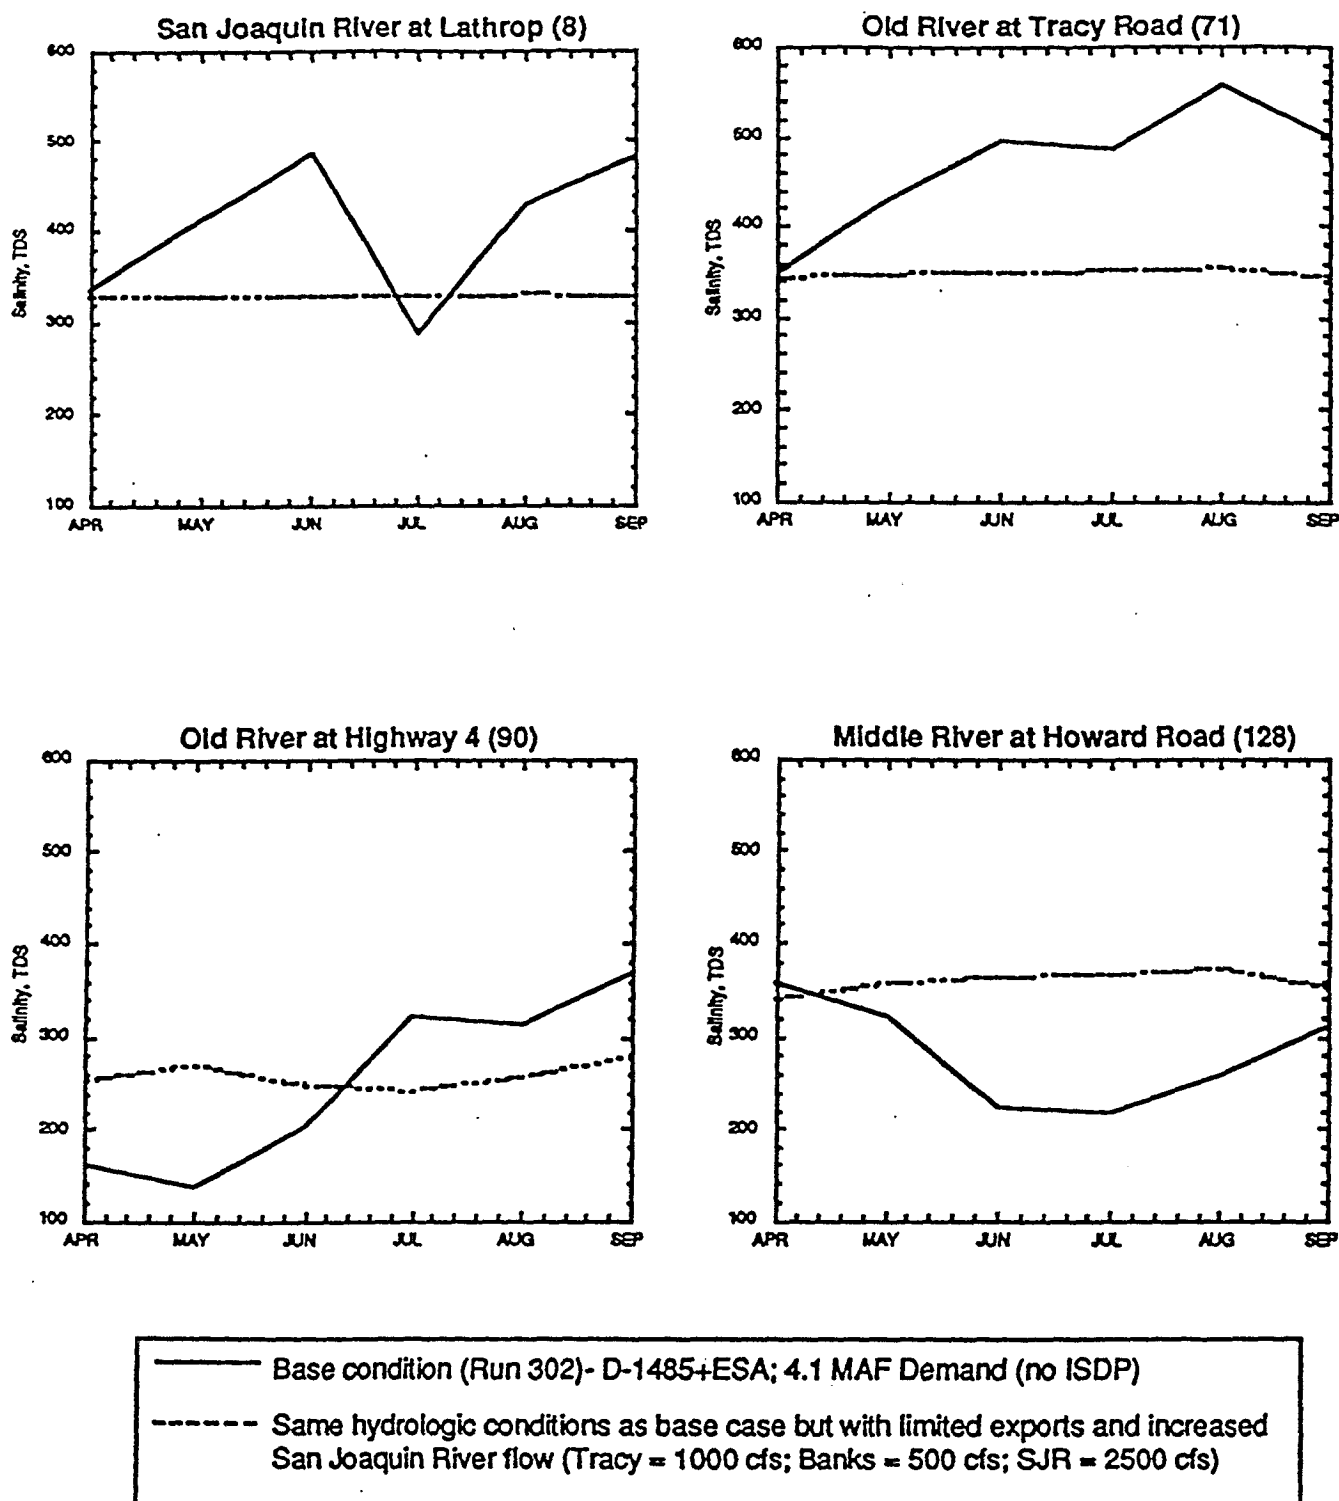 San Joaquin River at Lathrop (8)
600
500
400
300
200
100
Salinity, TDS
APR MAY JUN JUL AUG SEP
Old River at Tracy Road (71)
600
500
400
300
200
100
Salinity, TDS
APR MAY JUN JUL AUG SEP
Old River at Highway 4 (90)
600
500
400
300
200
100
Salinity, TDS
APR MAY JUN JUL AUG SEP
Middle River at Howard Road (128)
600
500
400
300
200
100
Salinity, TDS
APR MAY JUN JUL AUG SEP
Base condition (Run 302)- D-1485+ESA; 4.1 MAF Demand (no ISDP)
Same hydrologic conditions as base case but with limited exports and increased
San Joaquin River flow (Tracy = 1000 cfs; Banks = 500 cfs; SJR = 2500 cfs)